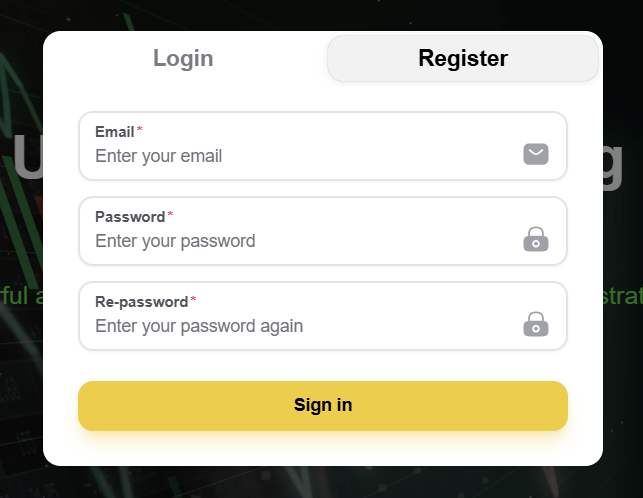 Login
Register
Email*
Enter your email
Password*
Enter your password
Re-password*
Enter your password again
Sign in